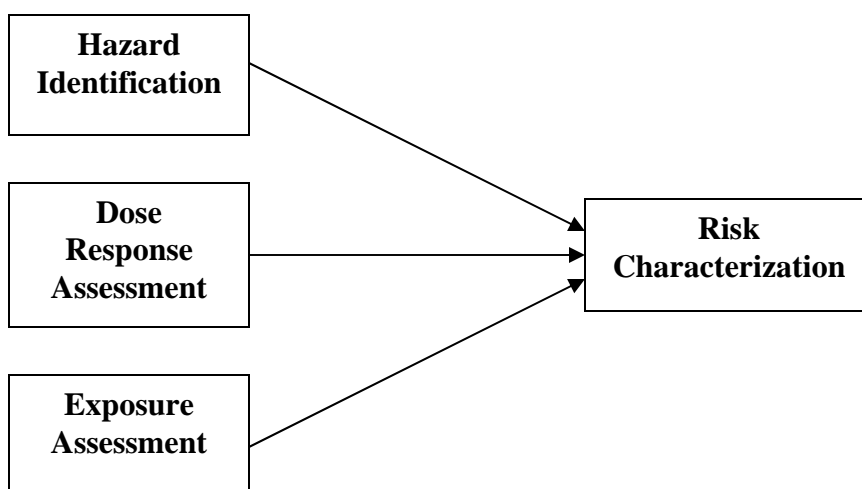 Hazard
Identification
Dose
Response
Assessment
Exposure
Assessment
Risk
Characterization